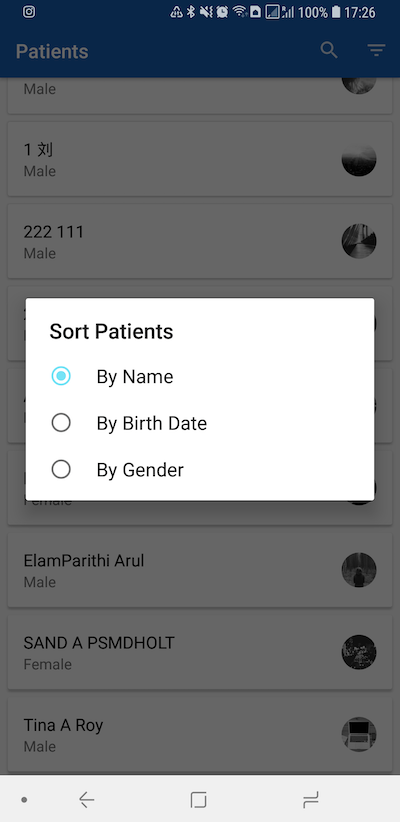 100% 17:26
Patients
Male
1 刘
Male
222 111
Male
Sort Patients
By Name
By Birth Date
By Gender
Female
ElamParithi Arul
Male
SAND A PSMDHOLT
Female
Tina A Roy
Male